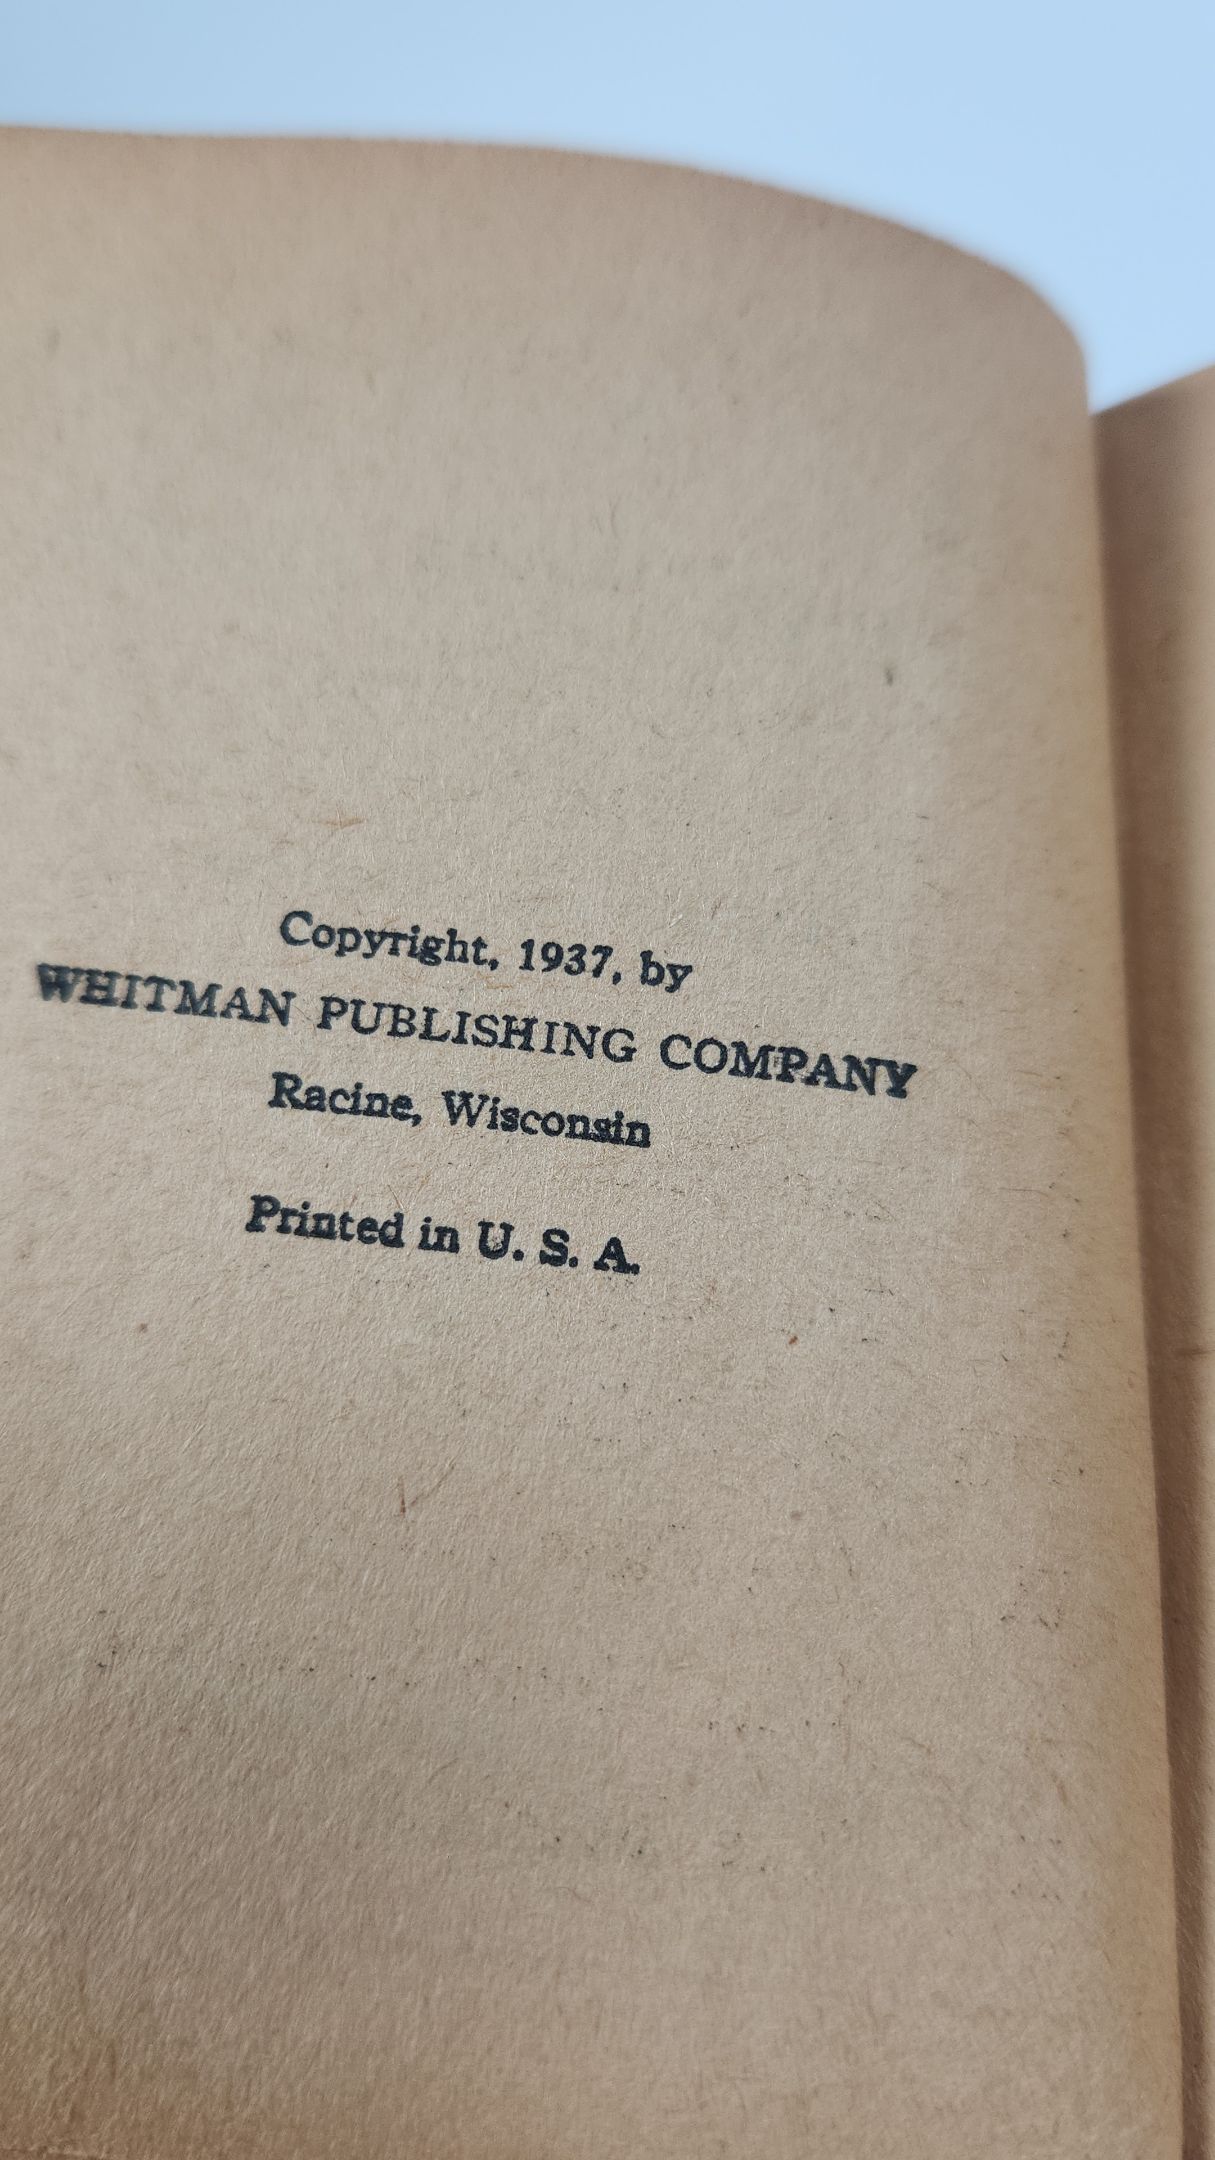 Copyright, 1937, by
WHITMAN PUBLISHING COMPANY
Racine, Wisconsin
Printed in U. S. A.